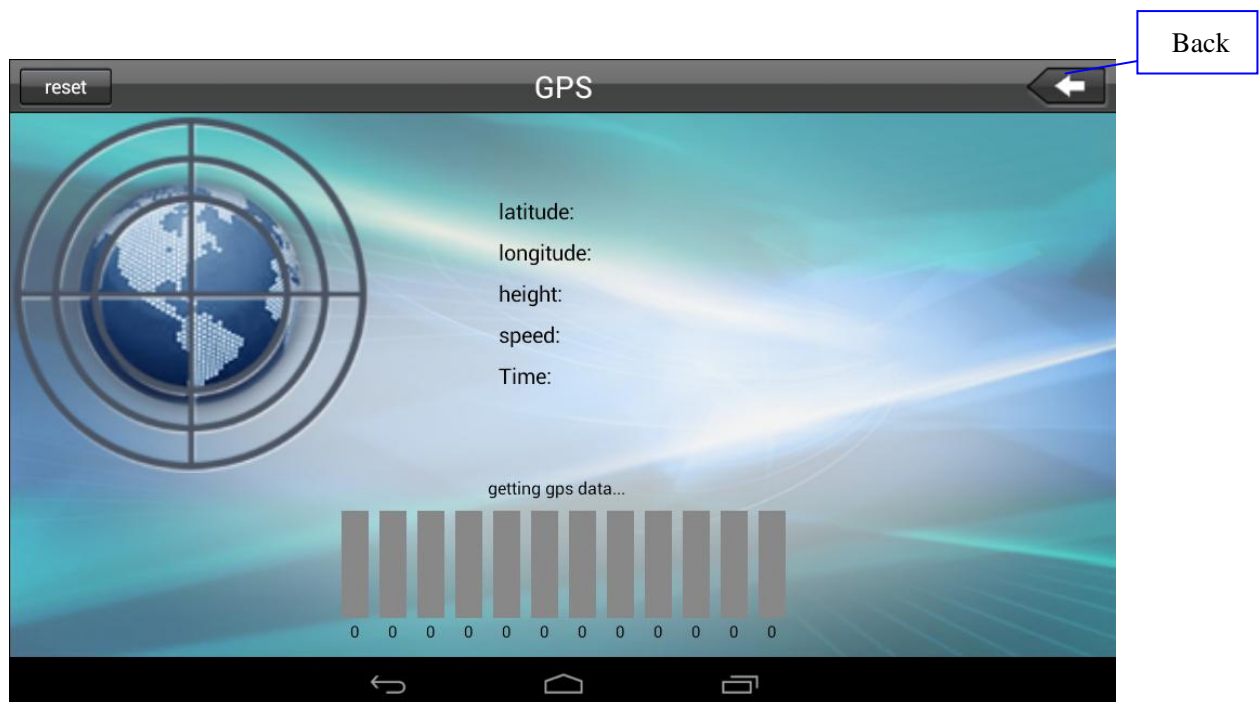 Back
reset GPS
latitude:
longitude:
height:
speed:
Time:
getting gps data...
0 0 0 0 0 0 0 0 0 0 0 0